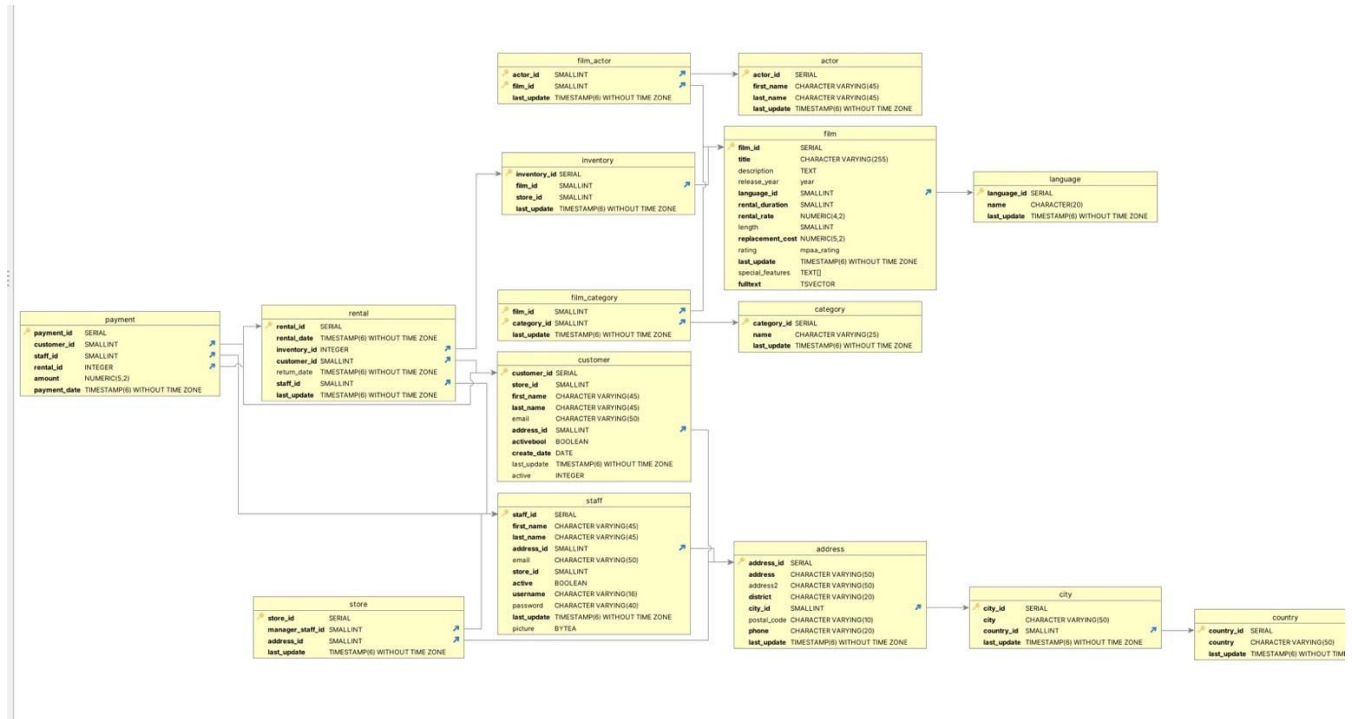 film_actor
actor_id SMALLINT
film_id SMALLINT
last_update TIMESTAMP(6) WITHOUT TIME ZONE
actor
actor_id SERIAL
first_name CHARACTER VARYING(45)
last_name CHARACTER VARYING(45)
last_update TIMESTAMP(6) WITHOUT TIME ZONE
film
film_id SERIAL
title CHARACTER VARYING(255)
description TEXT
release_year year
language_id SMALLINT
rental_duration SMALLINT
rental_rate NUMERIC(4,2)
length SMALLINT
replacement_cost NUMERIC(5,2)
rating mpaa_rating
last_update TIMESTAMP(6) WITHOUT TIME ZONE
special_features TEXT[]
fulltext TSVECTOR
inventory
inventory_id SERIAL
film_id SMALLINT
store_id SMALLINT
last_update TIMESTAMP(6) WITHOUT TIME ZONE
language
language_id SERIAL
name CHARACTER(20)
last_update TIMESTAMP(6) WITHOUT TIME ZONE
film_category
film_id SMALLINT
category_id SMALLINT
last_update TIMESTAMP(6) WITHOUT TIME ZONE
category
category_id SERIAL
name CHARACTER VARYING(25)
last_update TIMESTAMP(6) WITHOUT TIME ZONE
payment
payment_id SERIAL
customer_id SMALLINT
staff_id SMALLINT
rental_id INTEGER
amount NUMERIC(5,2)
payment_date TIMESTAMP(6) WITHOUT TIME ZONE
rental
rental_id SERIAL
rental_date TIMESTAMP(6) WITHOUT TIME ZONE
inventory_id INTEGER
customer_id SMALLINT
return_date TIMESTAMP(6) WITHOUT TIME ZONE
staff_id SMALLINT
last_update TIMESTAMP(6) WITHOUT TIME ZONE
customer
customer_id SERIAL
store_id SMALLINT
first_name CHARACTER VARYING(45)
last_name CHARACTER VARYING(45)
email CHARACTER VARYING(50)
address_id SMALLINT
activebool BOOLEAN
create_date DATE
last_update TIMESTAMP(6) WITHOUT TIME ZONE
active INTEGER
staff
staff_id SERIAL
first_name CHARACTER VARYING(45)
last_name CHARACTER VARYING(45)
address_id SMALLINT
email CHARACTER VARYING(50)
store_id SMALLINT
active BOOLEAN
username CHARACTER VARYING(16)
password CHARACTER VARYING(40)
last_update TIMESTAMP(6) WITHOUT TIME ZONE
picture BYTEA
store
store_id SERIAL
manager_staff_id SMALLINT
address_id SMALLINT
last_update TIMESTAMP(6) WITHOUT TIME ZONE
address
address_id SERIAL
address CHARACTER VARYING(50)
address2 CHARACTER VARYING(50)
district CHARACTER VARYING(20)
city_id SMALLINT
postal_code CHARACTER VARYING(10)
phone CHARACTER VARYING(20)
last_update TIMESTAMP(6) WITHOUT TIME ZONE
city
city_id SERIAL
city CHARACTER VARYING(50)
country_id SMALLINT
last_update TIMESTAMP(6) WITHOUT TIME ZONE
country
country_id SERIAL
country CHARACTER VARYING(50)
last_update TIMESTAMP(6) WITHOUT TIME